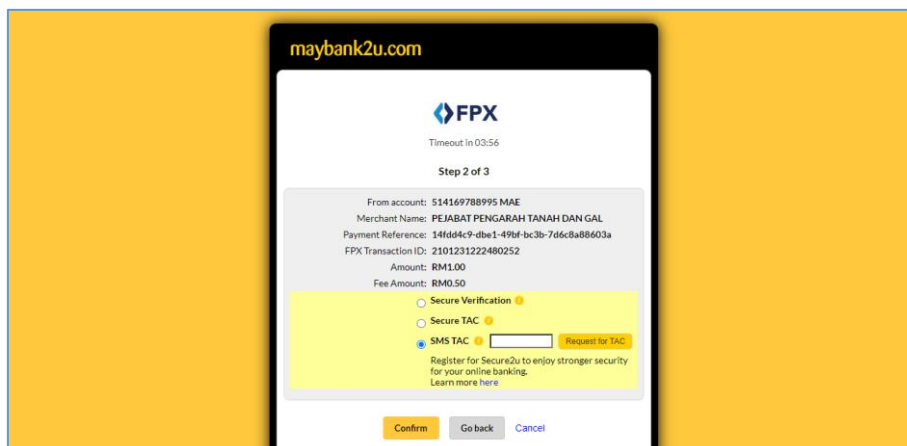 maybank2u.com
FPX
Timeout in 03:56
Step 2 of 3
From account: 514169788995 MAE
Merchant Name: PEJABAT PENGARAH TANAH DAN GAL
Payment Reference: 14fdd4c9-dbe1-49bf-bc3b-7d6c8a88603a
FPX Transaction ID: 2101231222480252
Amount: RM1.00
Fee Amount: RM0.50
Secure Verification
Secure TAC
SMS TAC Request for TAC
Register for Secure2u to enjoy stronger security
for your online banking.
Learn more here
Confirm Go back Cancel